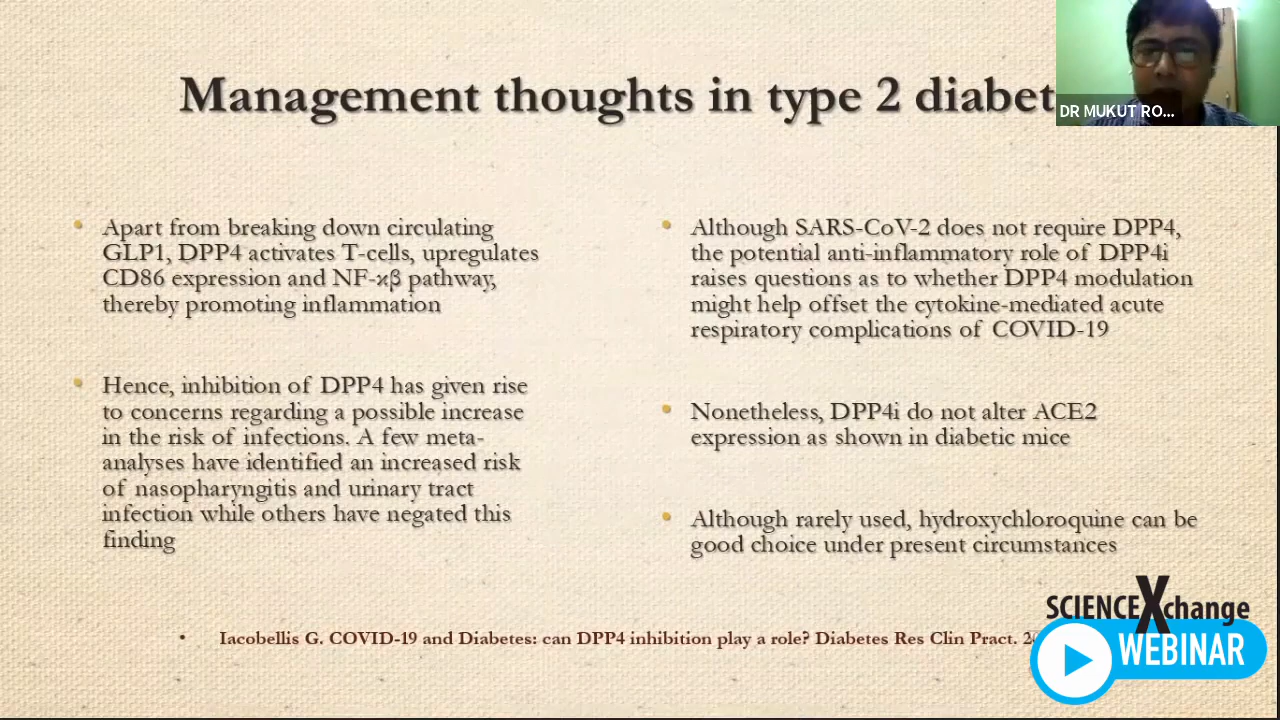 Management thoughts in type 2 diabet
DR MUKUT RO...
Apart from breaking down circulating
GLP1, DPP4 activates T-cells, upregulates
CD86 expression and NF-ϰβ pathway,
thereby promoting inflammation
Hence, inhibition of DPP4 has given rise
to concerns regarding a possible increase
in the risk of infections. A few meta-
analyses have identified an increased risk
of nasopharyngitis and urinary tract
infection while others have negated this
finding
Although SARS-CoV-2 does not require DPP4,
the potential anti-inflammatory role of DPP4i
raises questions as to whether DPP4 modulation
might help offset the cytokine-mediated acute
respiratory complications of COVID-19
Nonetheless, DPP4i do not alter ACE2
expression as shown in diabetic mice
Although rarely used, hydroxychloroquine can be
good choice under present circumstances
Iacobellis G. COVID-19 and Diabetes: can DPP4 inhibition play a role? Diabetes Res Clin Pract.
SCIENCEXchange
WEBINAR